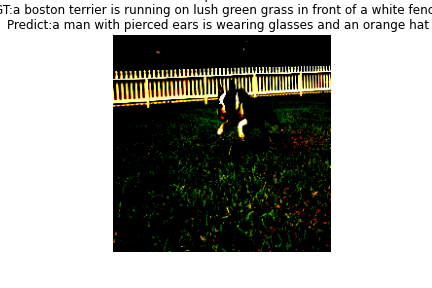 GT:a boston terrier is running on lush green grass in front of a white fenc
Predict:a man with pierced ears is wearing glasses and an orange hat